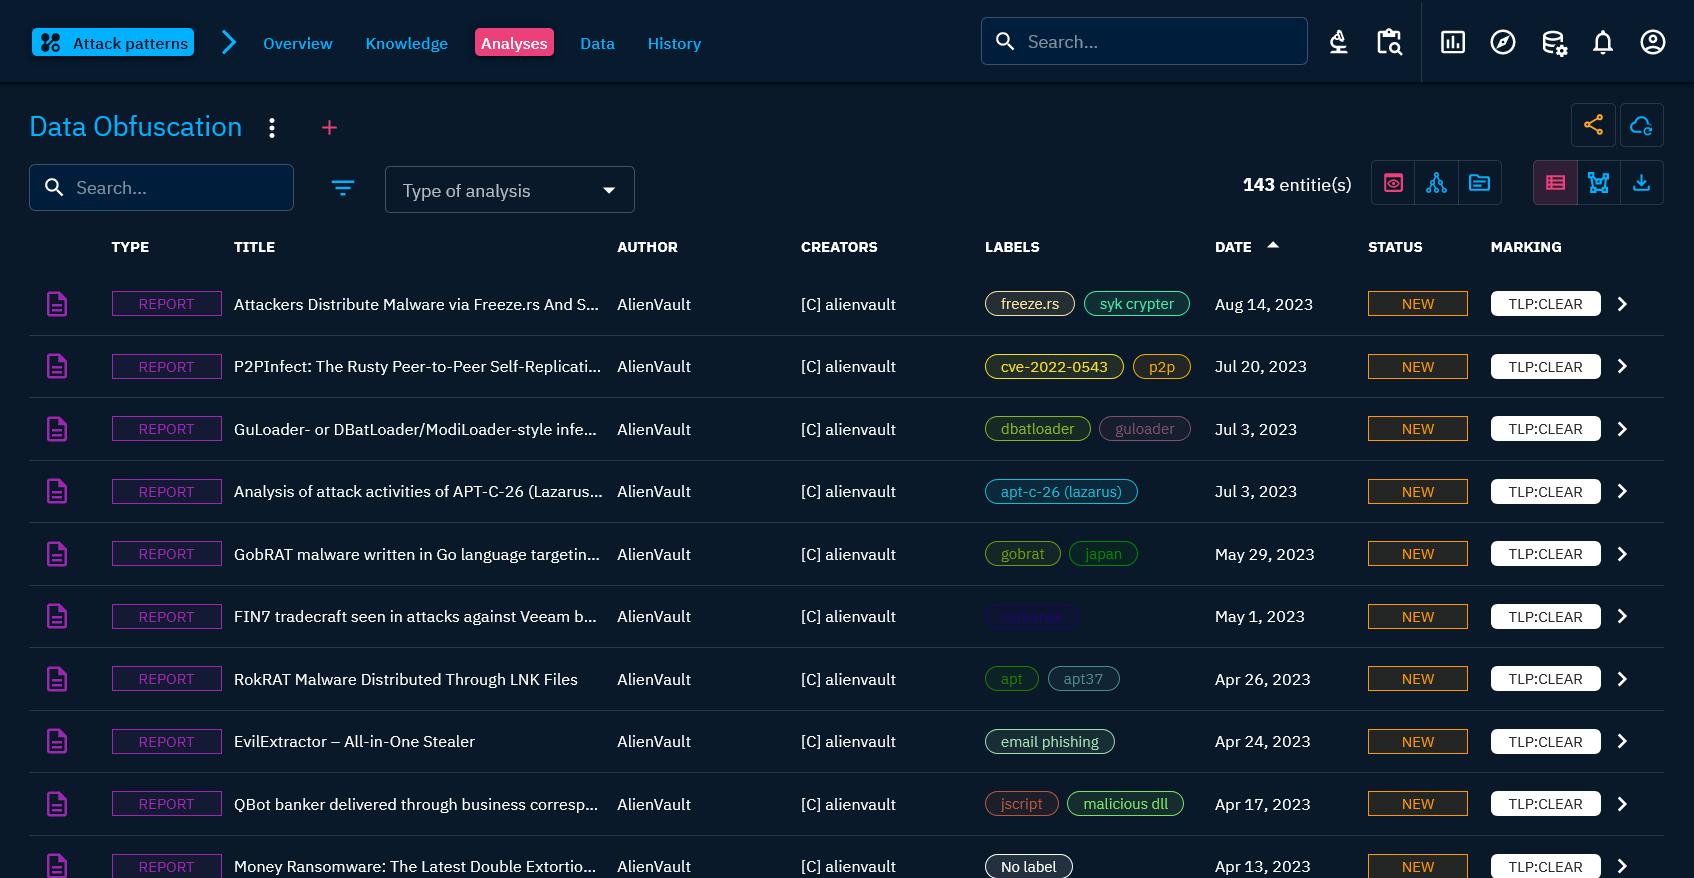 Attack patterns Overview Knowledge Analyses Data History Search...
Data Obfuscation
Search... Type of analysis 143 entitie(s)
TYPE TITLE AUTHOR CREATORS LABELS DATE STATUS MARKING
REPORT Attackers Distribute Malware via Freeze.rs And S... AlienVault [C] alienvault freeze.rs syk crypter Aug 14, 2023 NEW TLP:CLEAR
REPORT P2PInfect: The Rusty Peer-to-Peer Self-Replicati... AlienVault [C] alienvault cve-2022-0543 p2p Jul 20, 2023 NEW TLP:CLEAR
REPORT GuLoader- or DBatLoader/ModiLoader-style infe... AlienVault [C] alienvault dbatloader guloader Jul 3, 2023 NEW TLP:CLEAR
REPORT Analysis of attack activities of APT-C-26 (Lazarus... AlienVault [C] alienvault apt-c-26 (lazarus) Jul 3, 2023 NEW TLP:CLEAR
REPORT GobRAT malware written in Go language targetin... AlienVault [C] alienvault gobrat japan May 29, 2023 NEW TLP:CLEAR
REPORT FIN7 tradecraft seen in attacks against Veeam b... AlienVault [C] alienvault May 1, 2023 NEW TLP:CLEAR
REPORT RokRAT Malware Distributed Through LNK Files AlienVault [C] alienvault apt apt37 Apr 26, 2023 NEW TLP:CLEAR
REPORT EvilExtractor – All-in-One Stealer AlienVault [C] alienvault email phishing Apr 24, 2023 NEW TLP:CLEAR
REPORT QBot banker delivered through business corresp... AlienVault [C] alienvault jscript malicious dll Apr 17, 2023 NEW TLP:CLEAR
REPORT Money Ransomware: The Latest Double Extortio... AlienVault [C] alienvault No label Apr 13, 2023 NEW TLP:CLEAR